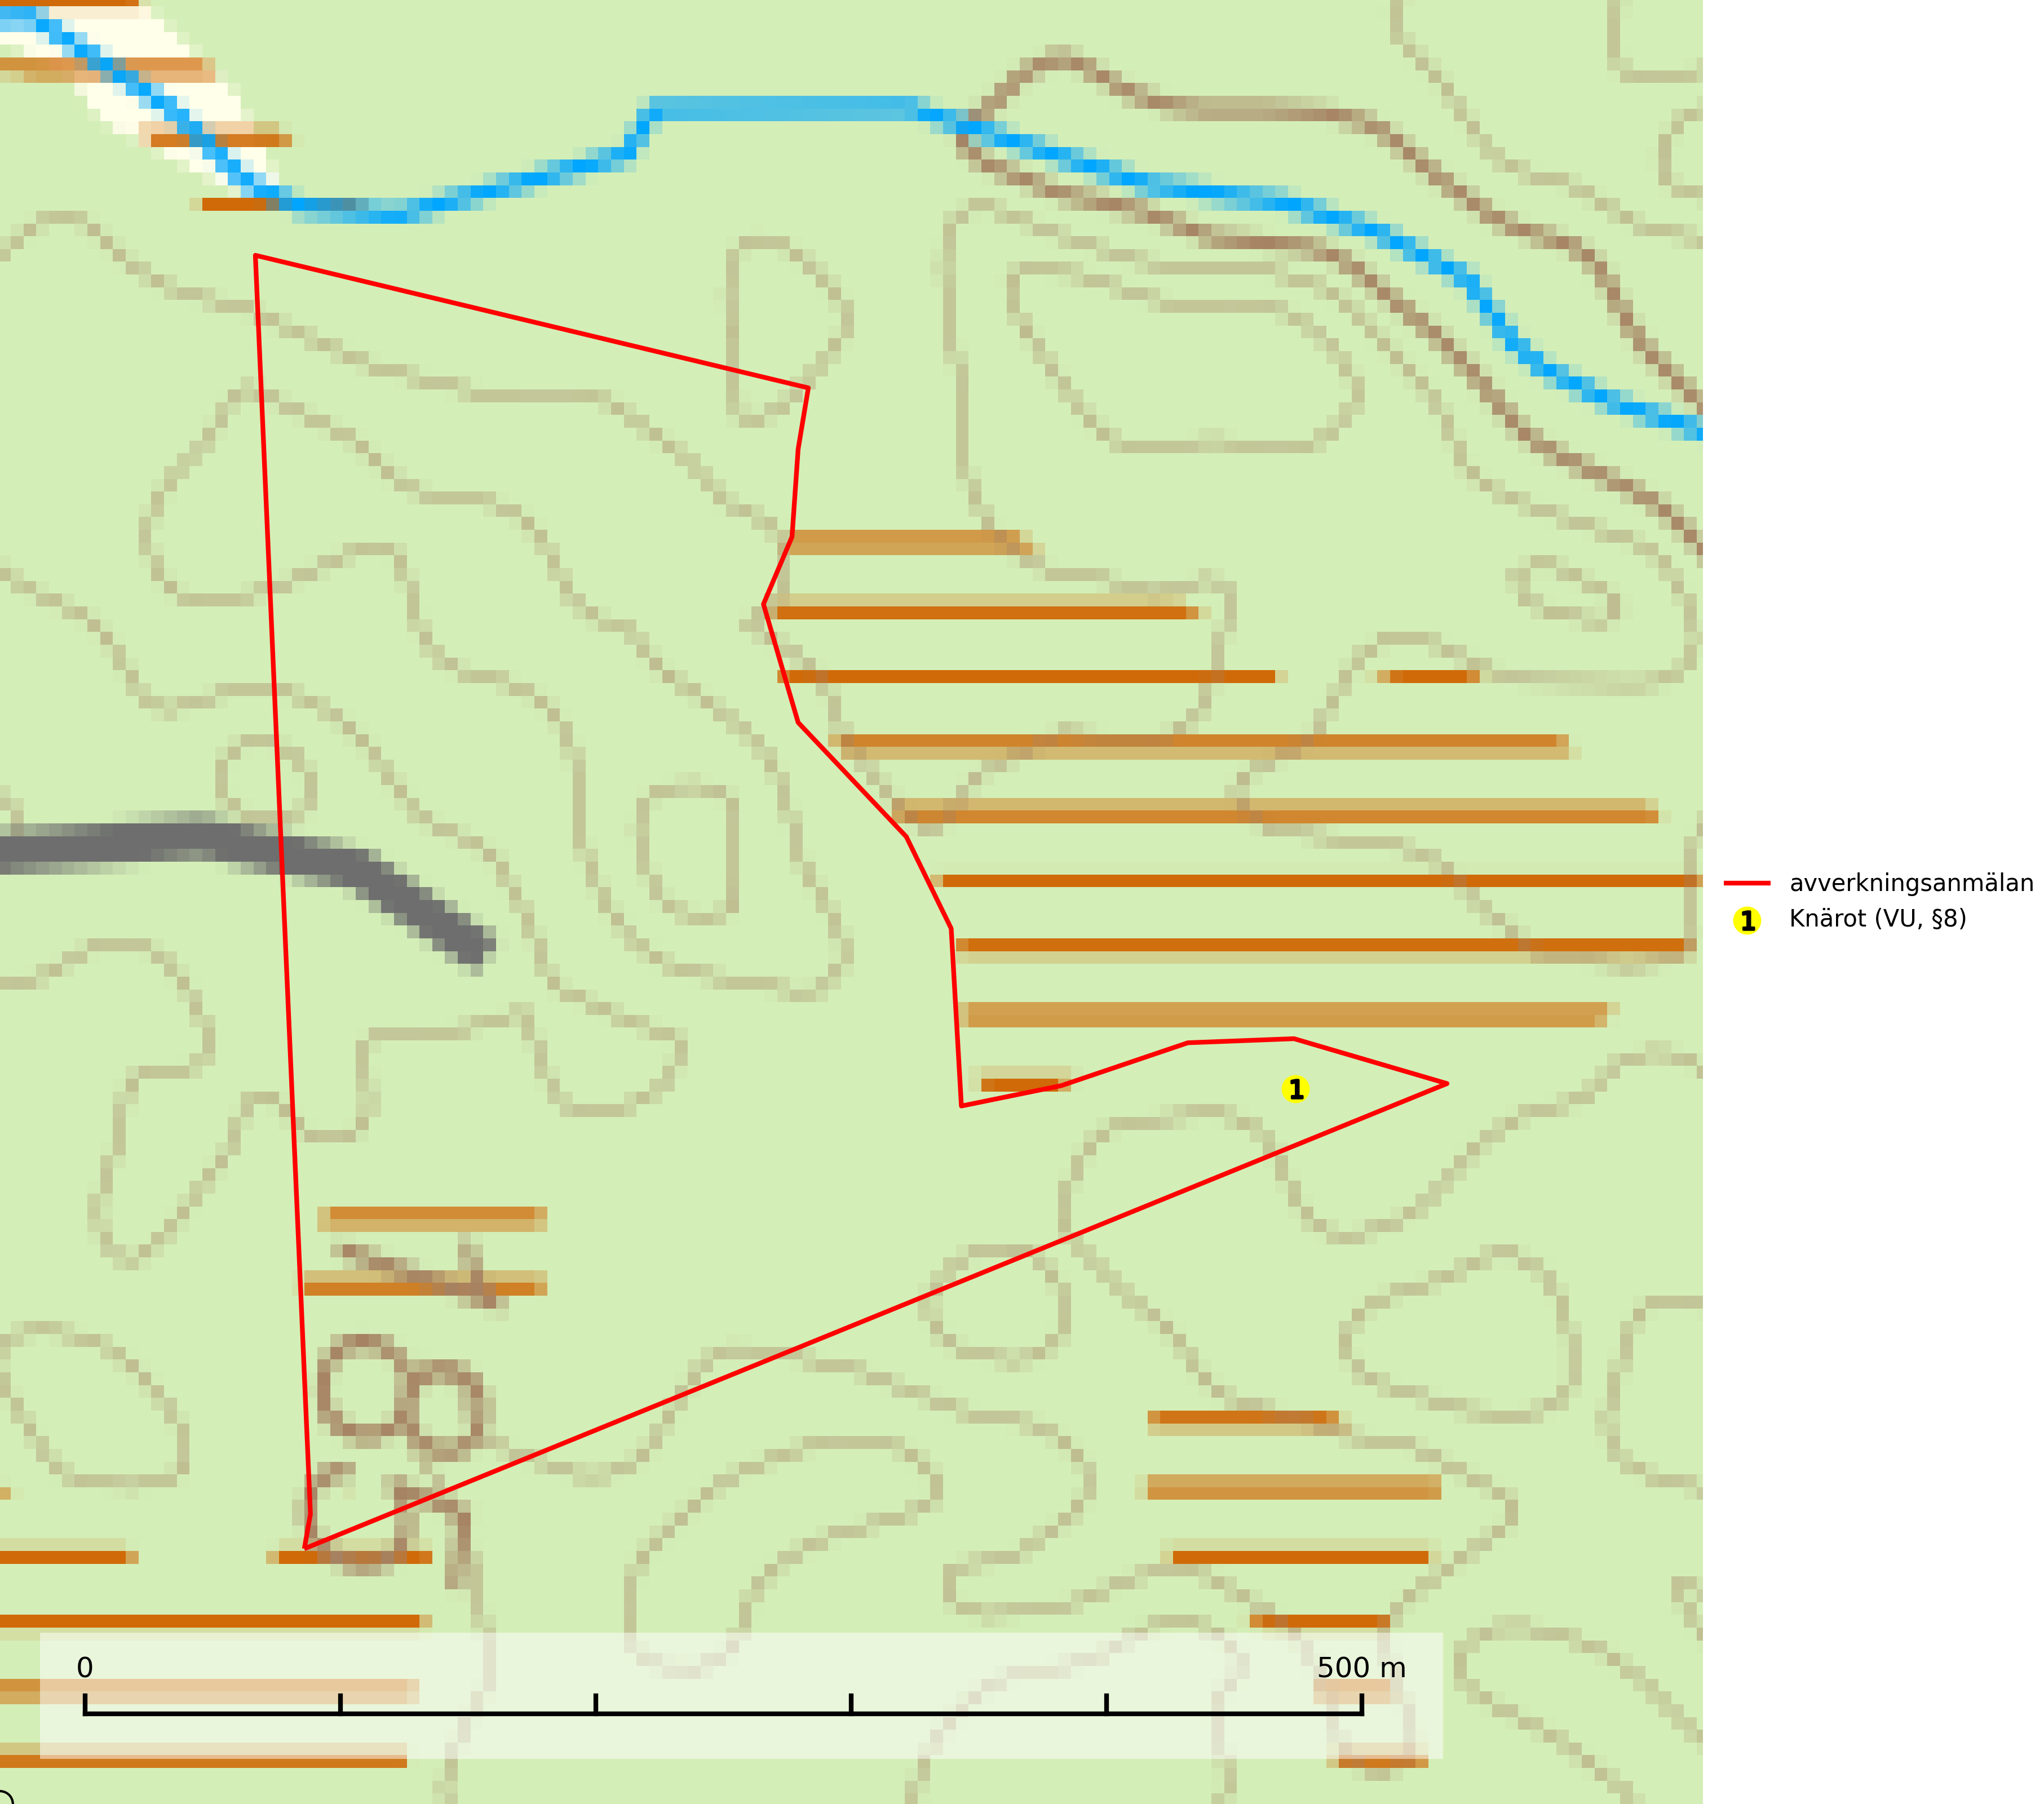 avverkningsanmälan
1 Knärot (VU, §8)
1
0 500 m